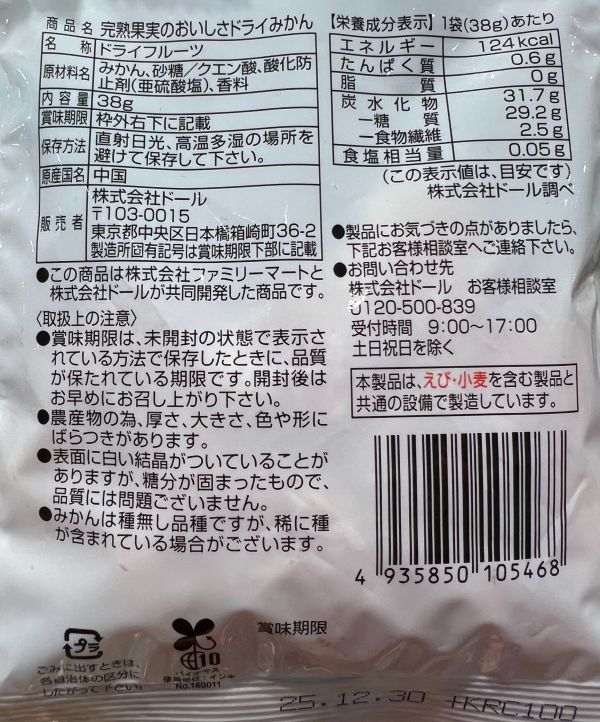 商品名 完熟果実のおいしさドライみかん
名称 ドライフルーツ
原材料名 みかん、砂糖／クエン酸、酸化防
止剤(亜硫酸塩)、香料
内容量 38g
賞味期限 枠外右下に記載
保存方法 直射日光、高温多湿の場所を
避けて保存して下さい。
原産国名 中国
販売者 株式会社ドール
〒103-0015
東京都中央区日本橋箱崎町36-2
製造所固有記号は賞味期限下部に記載
●この商品は株式会社ファミリーマートと
株式会社ドールが共同開発した商品です。
〈取扱上の注意〉
●賞味期限は、未開封の状態で表示さ
れている方法で保存したときに、品質
が保たれている期限です。開封後は
お早めにお召し上がり下さい。
●農産物の為、厚さ、大きさ、色や形に
ばらつきがあります。
●表面に白い結晶がついていることが
ありますが、糖分が固まったもので、
品質には問題ございません。
●みかんは種無し品種ですが、稀に種
が含まれている場合がございます。
【栄養成分表示】1袋(38g)あたり
エネルギー 124kcal
たんぱく質 0.6g
脂質 0g
炭水化物 31.7g
−糖質 29.2g
−食物繊維 2.5g
食塩相当量 0.05g
(この表示値は、目安です)
株式会社ドール調べ
●製品にお気づきの点がありましたら、
下記お客様相談室へご連絡下さい。
●お問い合わせ先
株式会社ドール お客様相談室
0120-500-839
受付時間 9:00〜17:00
土日祝日を除く
本製品は、えび・小麦を含む製品と
共通の設備で製造しています。
4 935850 105468
プラ
ごみに出すときは、
各自治体の区分に
したがって下さい。
10
バイオマス
使用部位：インキ
No.160011
賞味期限
25.12.30